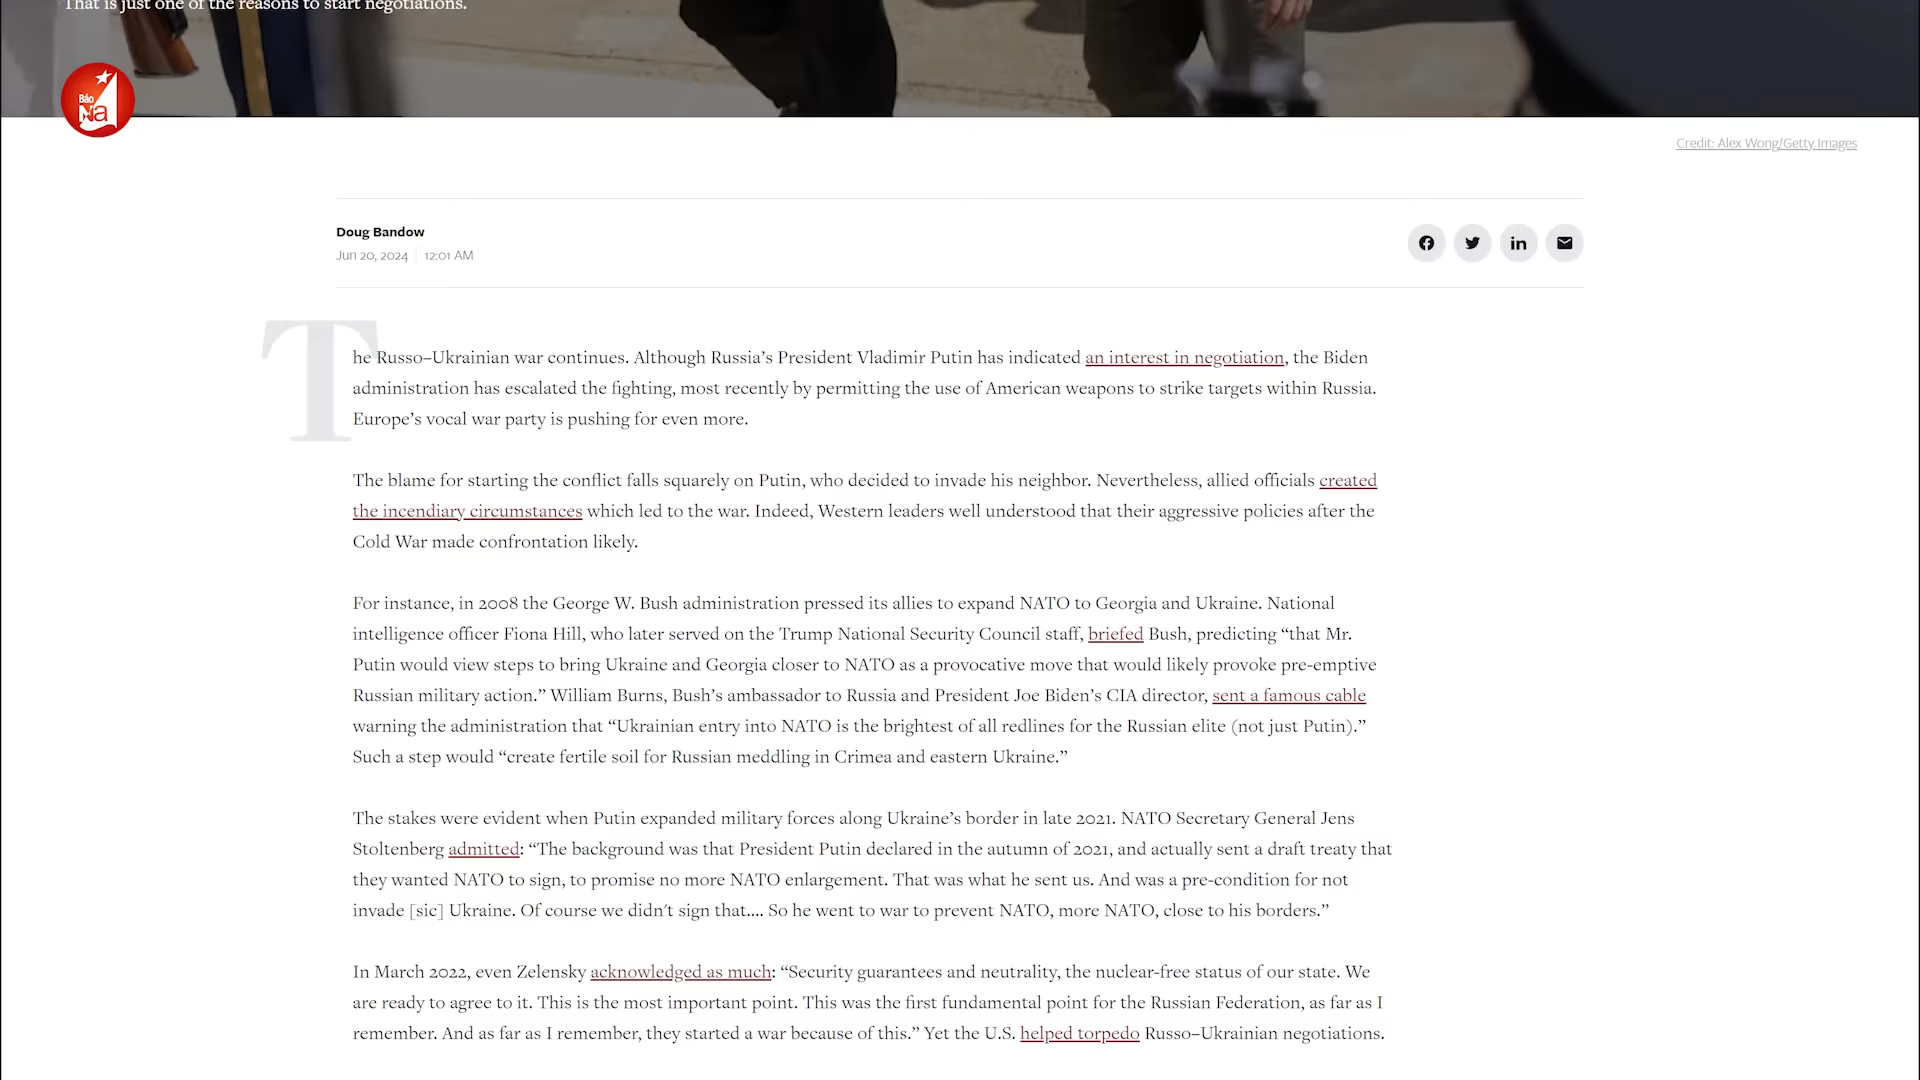 That is just one of the reasons to start negotiations.
Báo
Na
Credit: Alex Wong/Getty Images
Doug Bandow
Jun 20, 2024 12:01 AM
The Russo–Ukrainian war continues. Although Russia’s President Vladimir Putin has indicated an interest in negotiation, the Biden
administration has escalated the fighting, most recently by permitting the use of American weapons to strike targets within Russia.
Europe’s vocal war party is pushing for even more.
The blame for starting the conflict falls squarely on Putin, who decided to invade his neighbor. Nevertheless, allied officials created
the incendiary circumstances which led to the war. Indeed, Western leaders well understood that their aggressive policies after the
Cold War made confrontation likely.
For instance, in 2008 the George W. Bush administration pressed its allies to expand NATO to Georgia and Ukraine. National
intelligence officer Fiona Hill, who later served on the Trump National Security Council staff, briefed Bush, predicting “that Mr.
Putin would view steps to bring Ukraine and Georgia closer to NATO as a provocative move that would likely provoke pre-emptive
Russian military action.” William Burns, Bush’s ambassador to Russia and President Joe Biden’s CIA director, sent a famous cable
warning the administration that “Ukrainian entry into NATO is the brightest of all redlines for the Russian elite (not just Putin).”
Such a step would “create fertile soil for Russian meddling in Crimea and eastern Ukraine.”
The stakes were evident when Putin expanded military forces along Ukraine’s border in late 2021. NATO Secretary General Jens
Stoltenberg admitted: “The background was that President Putin declared in the autumn of 2021, and actually sent a draft treaty that
they wanted NATO to sign, to promise no more NATO enlargement. That was what he sent us. And was a pre-condition for not
invade [sic] Ukraine. Of course we didn't sign that.... So he went to war to prevent NATO, more NATO, close to his borders.”
In March 2022, even Zelensky acknowledged as much: “Security guarantees and neutrality, the nuclear-free status of our state. We
are ready to agree to it. This is the most important point. This was the first fundamental point for the Russian Federation, as far as I
remember. And as far as I remember, they started a war because of this.” Yet the U.S. helped torpedo Russo–Ukrainian negotiations.